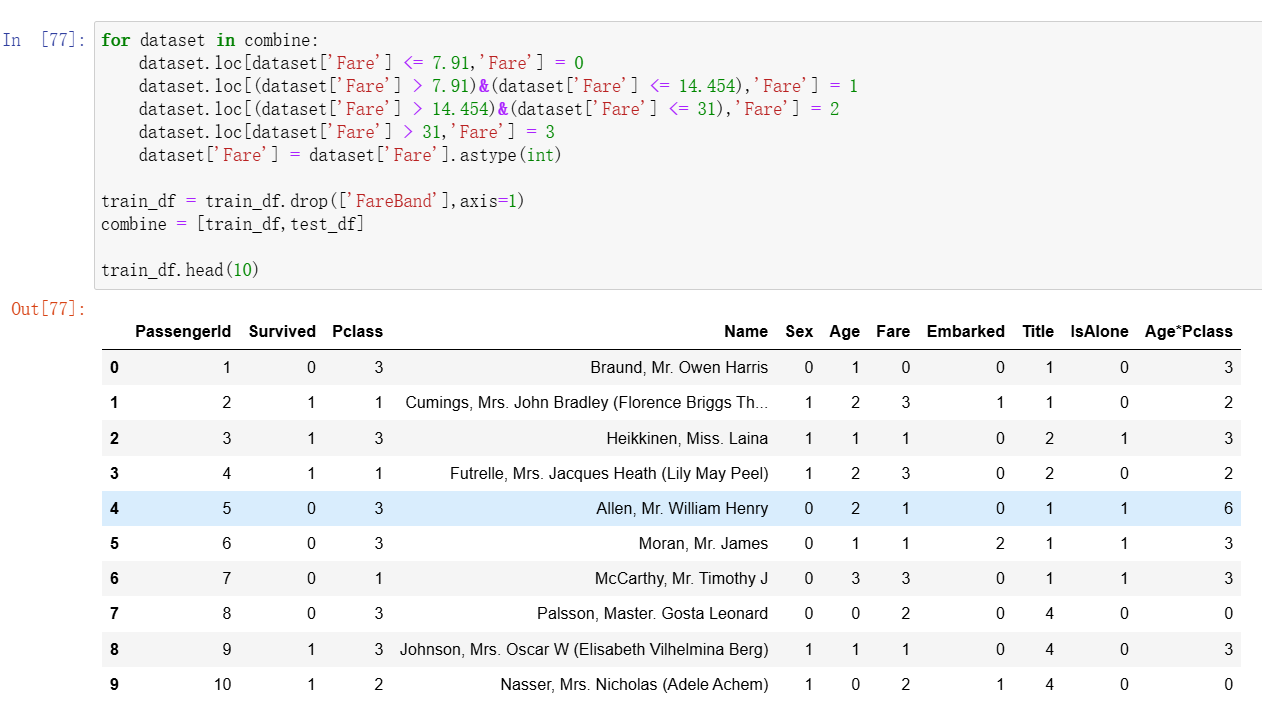 In [77]: for dataset in combine:
    dataset.loc[dataset['Fare'] <= 7.91,'Fare'] = 0
    dataset.loc[(dataset['Fare'] > 7.91)&(dataset['Fare'] <= 14.454),'Fare'] = 1
    dataset.loc[(dataset['Fare'] > 14.454)&(dataset['Fare'] <= 31),'Fare'] = 2
    dataset.loc[dataset['Fare'] > 31,'Fare'] = 3
    dataset['Fare'] = dataset['Fare'].astype(int)
train_df = train_df.drop(['FareBand'],axis=1)
combine = [train_df,test_df]
train_df.head(10)
Out[77]:
PassengerId Survived Pclass Name Sex Age Fare Embarked Title IsAlone Age*Pclass
0 1 0 3 Braund, Mr. Owen Harris 0 1 0 0 1 0 3
1 2 1 1 Cumings, Mrs. John Bradley (Florence Briggs Th... 1 2 3 1 1 0 2
2 3 1 3 Heikkinen, Miss. Laina 1 1 1 0 2 1 3
3 4 1 1 Futrelle, Mrs. Jacques Heath (Lily May Peel) 1 2 3 0 2 0 2
4 5 0 3 Allen, Mr. William Henry 0 2 1 0 1 1 6
5 6 0 3 Moran, Mr. James 0 1 1 2 1 1 3
6 7 0 1 McCarthy, Mr. Timothy J 0 3 3 0 1 1 3
7 8 0 3 Palsson, Master. Gosta Leonard 0 0 2 0 4 0 0
8 9 1 3 Johnson, Mrs. Oscar W (Elisabeth Vilhelmina Berg) 1 1 1 0 4 0 3
9 10 1 2 Nasser, Mrs. Nicholas (Adele Achem) 1 0 2 1 4 0 0